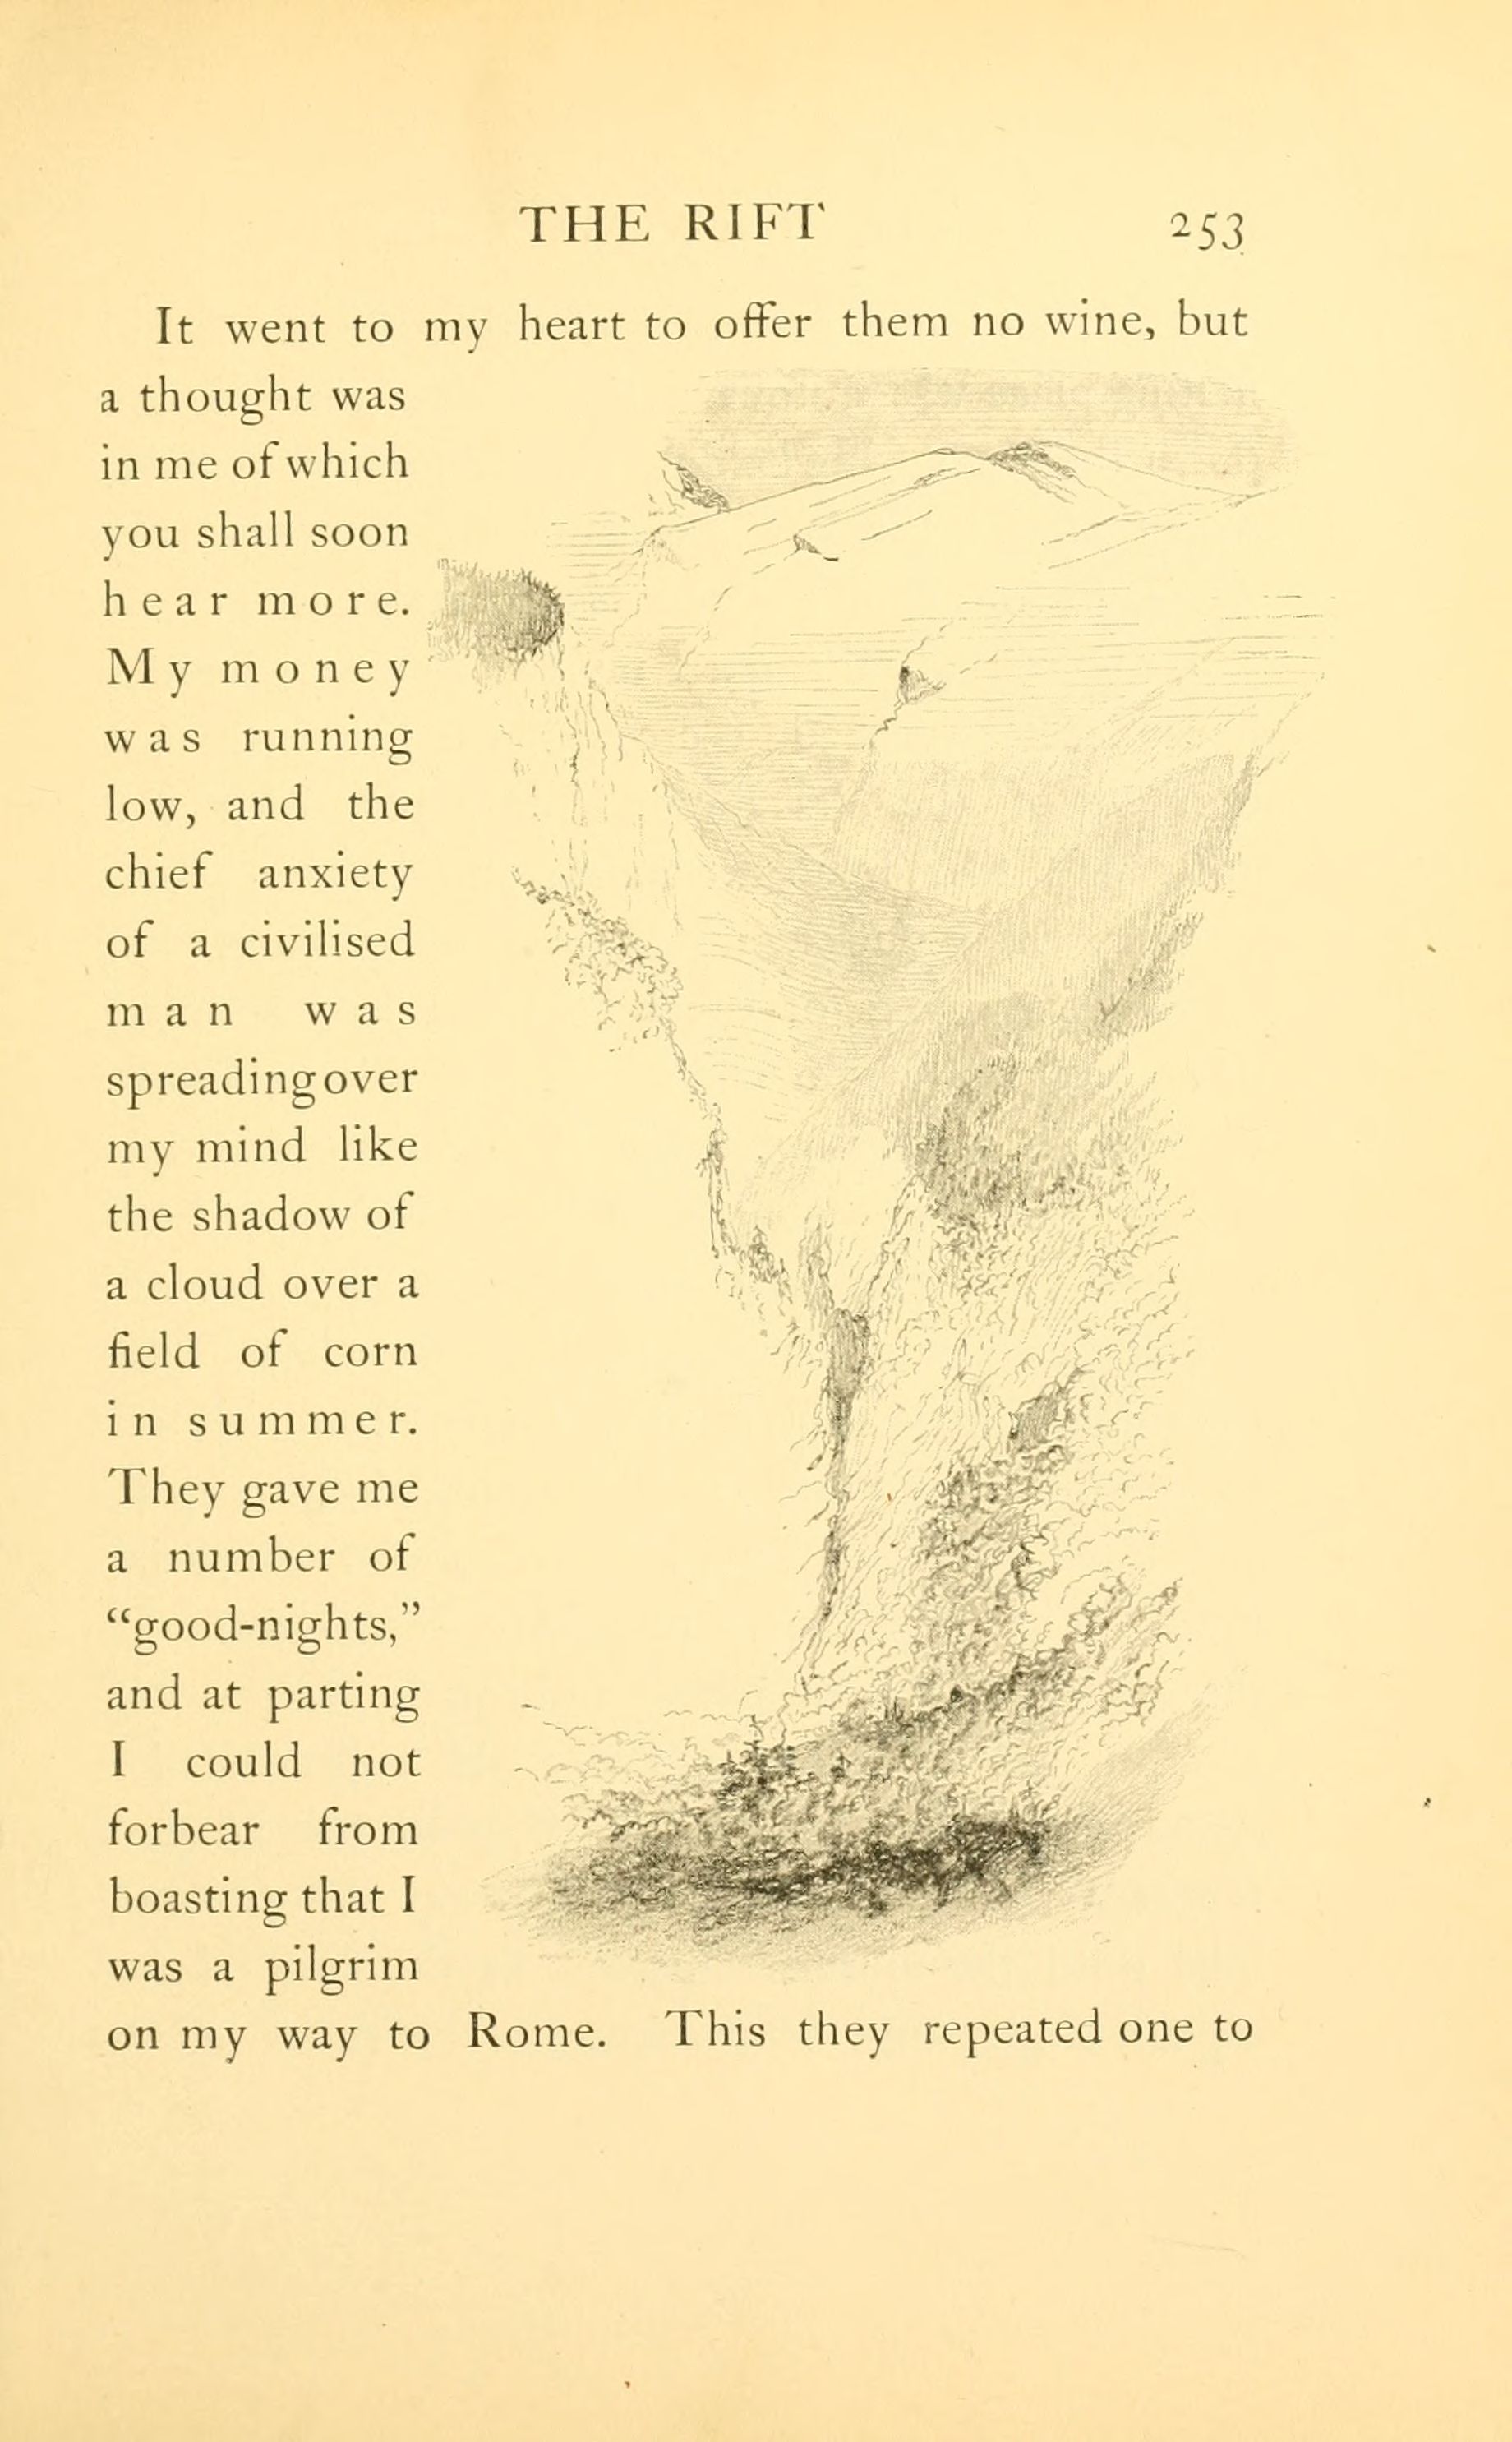 THE RIFT 253
It went to my heart to offer them no wine, but
a thought was
in me of which
you shall soon
hear more.
My money
was running
low, and the
chief anxiety
of a civilised
man was
spreading over
my mind like
the shadow of
a cloud over a
field of corn
in summer.
They gave me
a number of
“good-nights,”
and at parting
I could not
forbear from
boasting that I
was a pilgrim
on my way to Rome. This they repeated one to